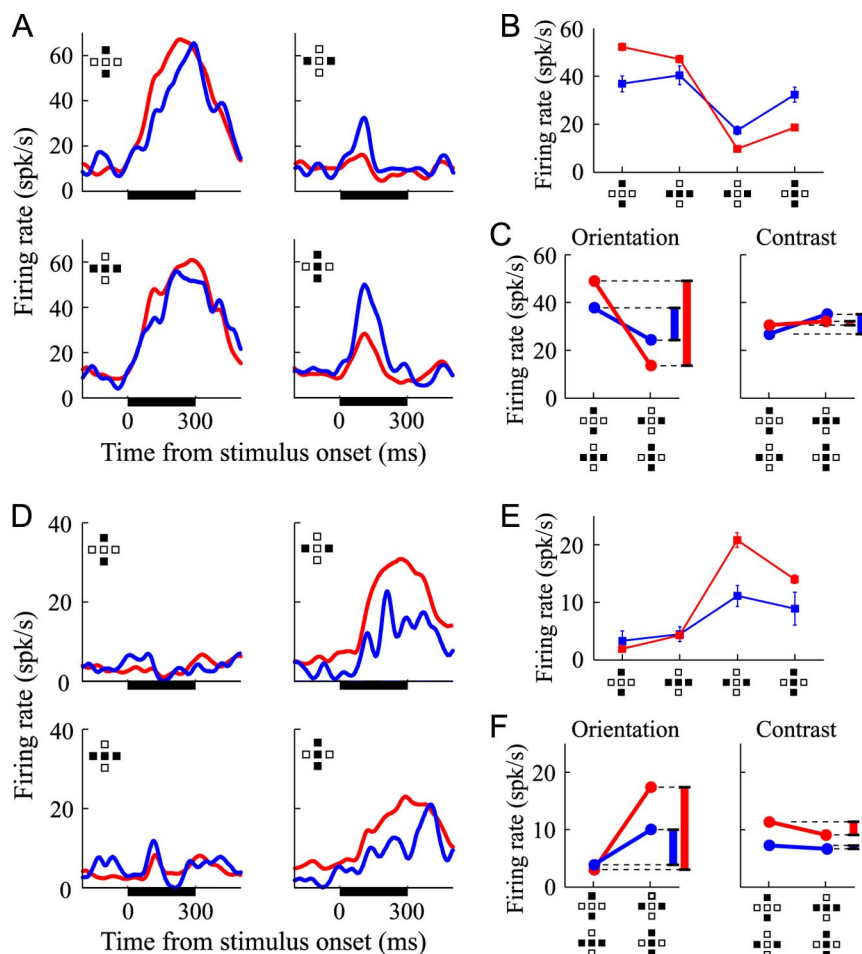 A
Firing rate (spk/s)
60
40
20
0
60
40
20
0
0
300
0
300
Time from stimulus onset (ms)
B
Firing rate (spk/s)
60
40
20
0
C
Orientation
Contrast
Firing rate (spk/s)
60
40
20
0
D
Firing rate (spk/s)
40
20
0
40
20
0
0
300
0
300
Time from stimulus onset (ms)
E
Firing rate (spk/s)
20
10
0
F
Orientation
Contrast
Firing rate (spk/s)
20
10
0